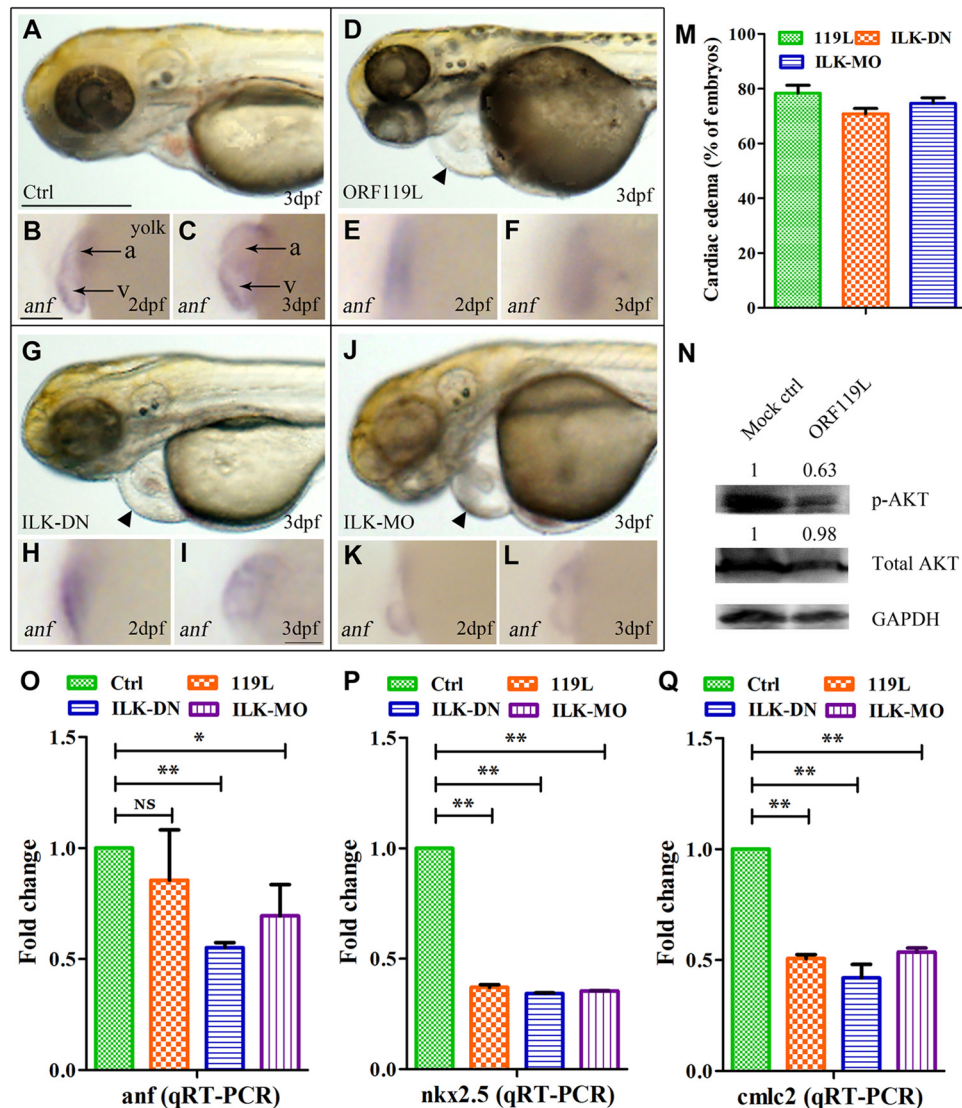 A
Ctrl
3dpf
B
yolk
a
v
anf
2dpf
C
a
v
anf
3dpf
D
ORF119L
3dpf
E
anf
2dpf
F
anf
3dpf
G
ILK-DN
3dpf
H
anf
2dpf
I
anf
3dpf
J
ILK-MO
3dpf
K
anf
2dpf
L
anf
3dpf
M
119L ILK-DN
ILK-MO
Cardiac edema (% of embryos)
100
80
60
40
20
0
N
Mock ctrl ORF119L
1 0.63
p-AKT
1 0.98
Total AKT
GAPDH
O
Ctrl 119L
ILK-DN ILK-MO
Fold change
1.5
1.0
0.5
0.0
*
**
NS
anf (qRT-PCR)
P
Ctrl 119L
ILK-DN ILK-MO
Fold change
1.5
1.0
0.5
0.0
**
**
**
nkx2.5 (qRT-PCR)
Q
Ctrl 119L
ILK-DN ILK-MO
Fold change
1.5
1.0
0.5
0.0
**
**
**
cmlc2 (qRT-PCR)